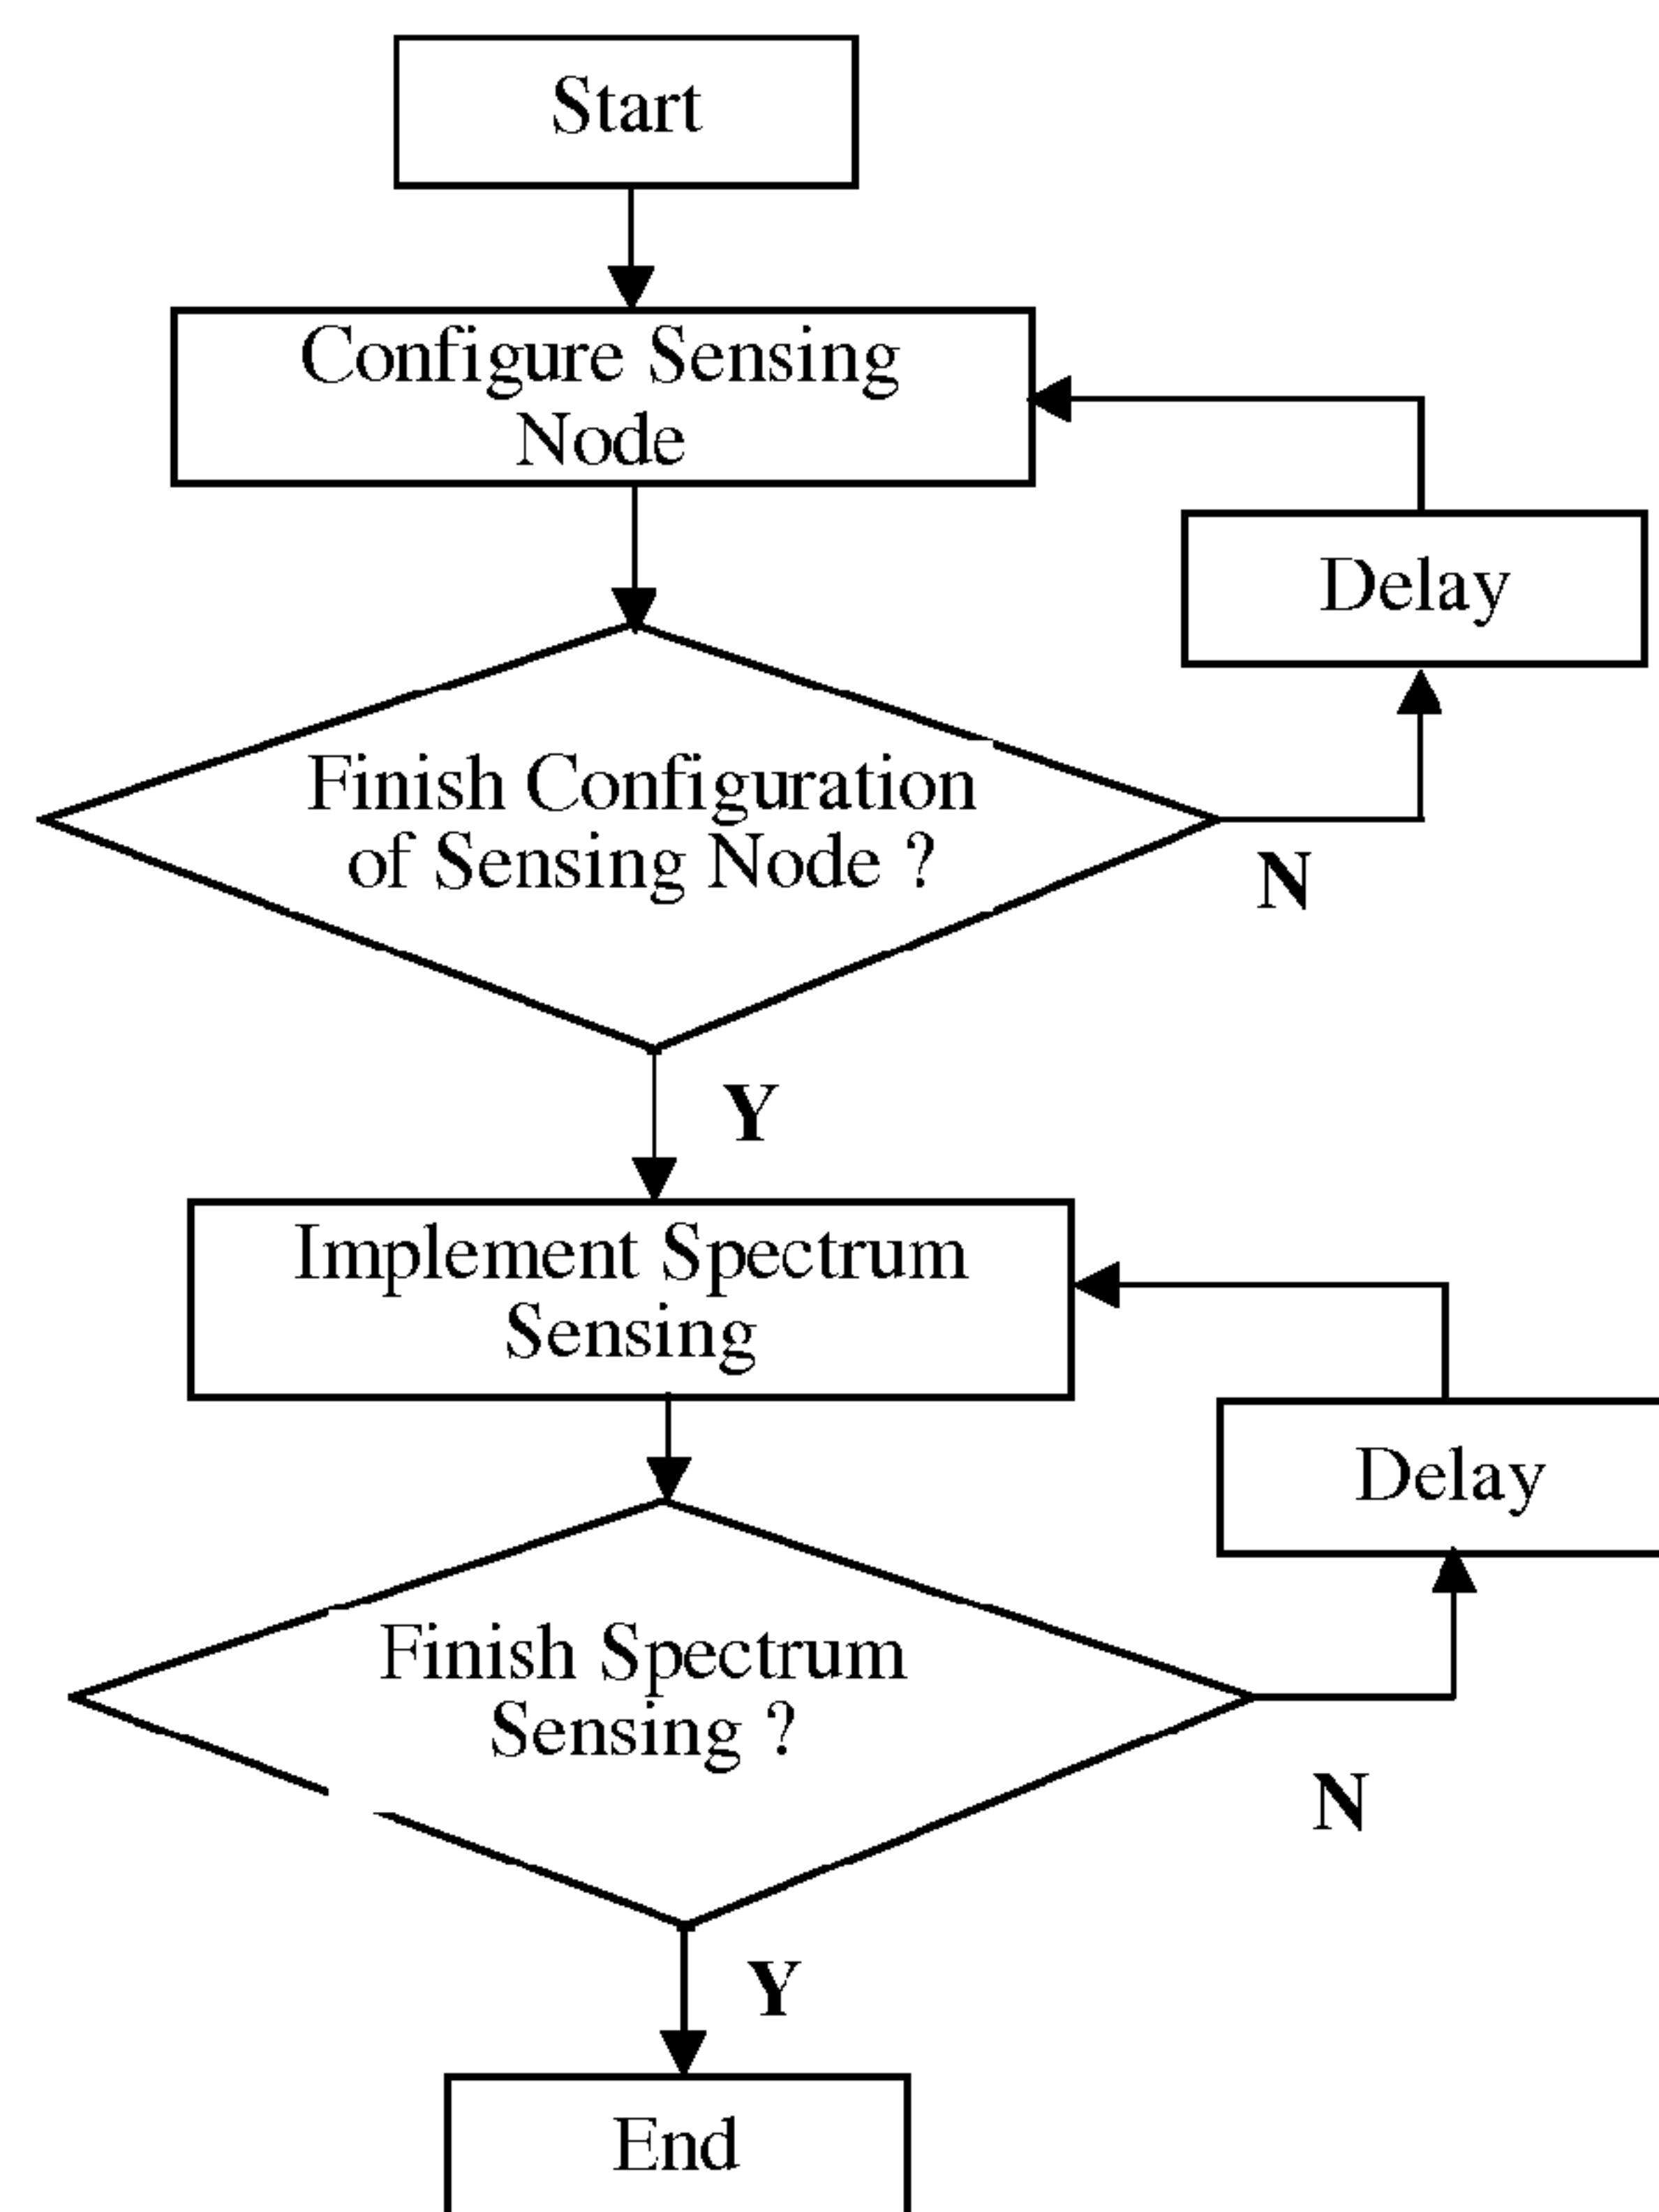 Start
Configure Sensing
Node
Delay
Finish Configuration
of Sensing Node ?
N
Y
Implement Spectrum
Sensing
Delay
Finish Spectrum
Sensing ?
N
Y
End